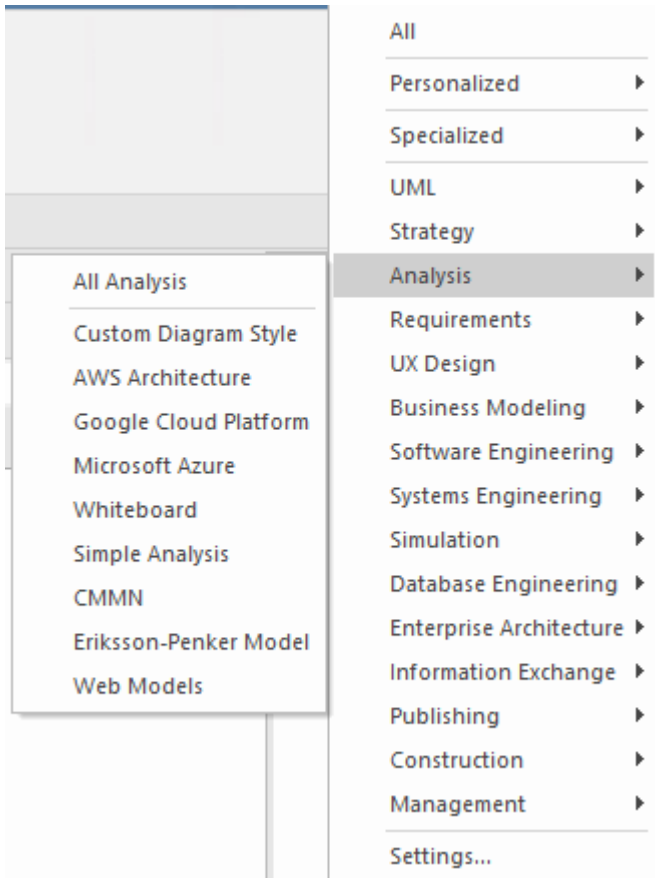 All
Personalized
Specialized
UML
Strategy
Analysis
Requirements
UX Design
Business Modeling
Software Engineering
Systems Engineering
Simulation
Database Engineering
Enterprise Architecture
Information Exchange
Publishing
Construction
Management
Settings...
All Analysis
Custom Diagram Style
AWS Architecture
Google Cloud Platform
Microsoft Azure
Whiteboard
Simple Analysis
CMMN
Eriksson-Penker Model
Web Models